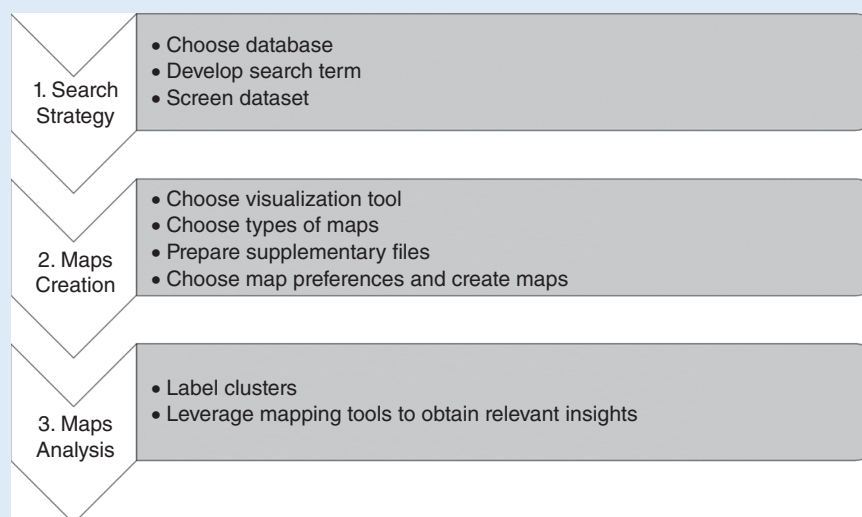 1. Search
Strategy
• Choose database
• Develop search term
• Screen dataset
2. Maps
Creation
• Choose visualization tool
• Choose types of maps
• Prepare supplementary files
• Choose map preferences and create maps
3. Maps
Analysis
• Label clusters
• Leverage mapping tools to obtain relevant insights